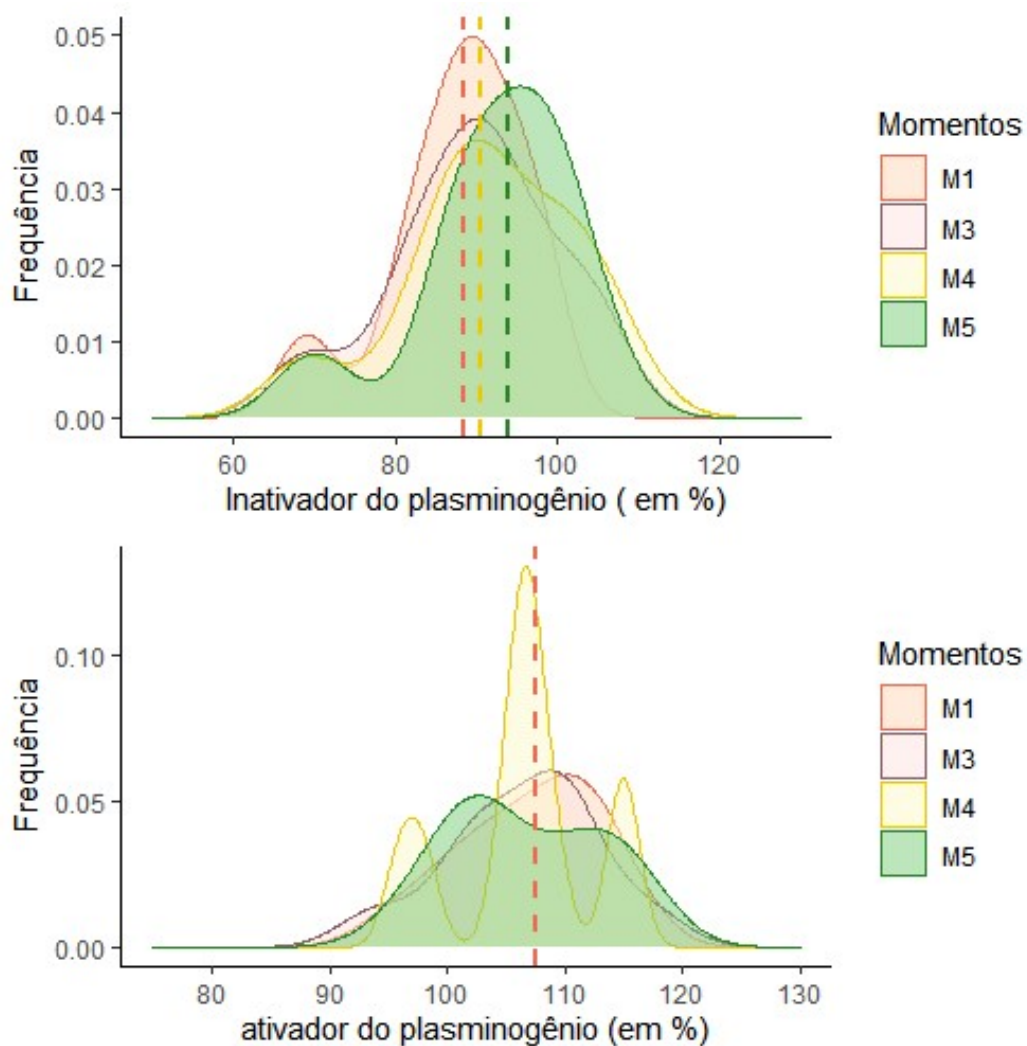 0.05
0.04
0.03
0.02
0.01
0.00
Frequência
60 80 100 120
Inativador do plasminogênio ( em %)
Momentos
M1
M3
M4
M5
0.10
0.05
0.00
Frequência
80 90 100 110 120 130
ativador do plasminogênio (em %)
Momentos
M1
M3
M4
M5